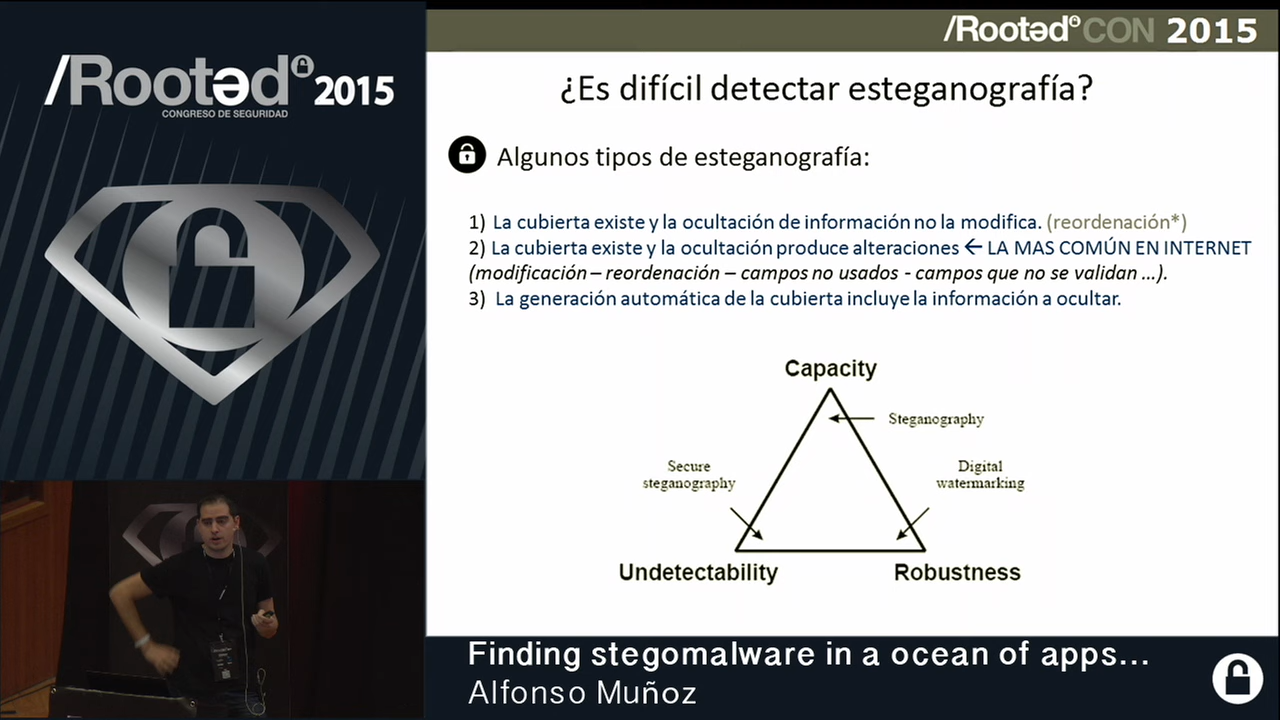 /Rooted 2015
CONGRESO DE SEGURIDAD
/Rooted CON 2015
¿Es difícil detectar esteganografía?
Algunos tipos de esteganografía:
1) La cubierta existe y la ocultación de información no la modifica. (reordenación*)
2) La cubierta existe y la ocultación produce alteraciones ← LA MAS COMÚN EN INTERNET
(modificación – reordenación – campos no usados - campos que no se validan ...).
3) La generación automática de la cubierta incluye la información a ocultar.
Capacity
Steganography
Secure
steganography
Digital
watermarking
Undetectability
Robustness
Finding stegomalware in a ocean of apps...
Alfonso Muñoz